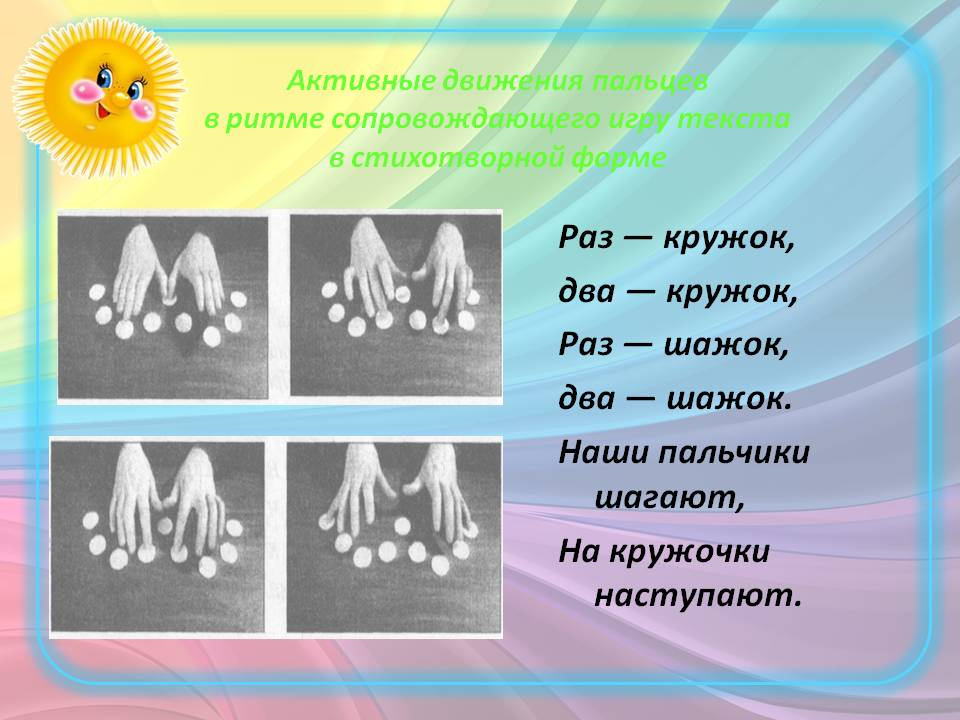 Активные движения пальцев
в ритме сопровождающего игру текста
в стихотворной форме
Раз — кружок,
два — кружок,
Раз — шажок,
два — шажок.
Наши пальчики
шагают,
На кружочки
наступают.